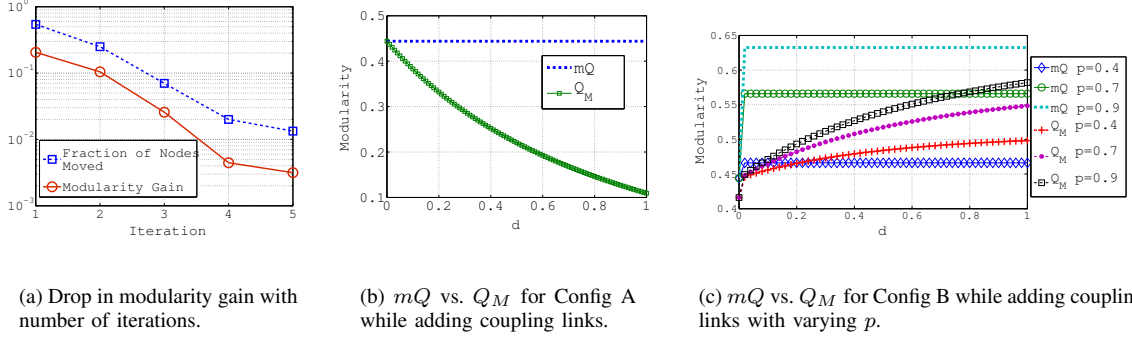 10^0
10^-1
10^-2
10^-3
1 2 3 4 5
Iteration
Fraction of Nodes
Moved
Modularity Gain
0.5
0.4
0.3
0.2
0.1
Modularity
0 0.2 0.4 0.6 0.8 1
d
mQ
Q_M
0.65
0.6
0.55
0.5
0.45
0.4
Modularity
0 0.2 0.4 0.6 0.8 1
d
mQ p=0.4
mQ p=0.7
mQ p=0.9
Q_M p=0.4
Q_M p=0.7
Q_M p=0.9
(a) Drop in modularity gain with
number of iterations.
(b) mQ vs. Q_M for Config A
while adding coupling links.
(c) mQ vs. Q_M for Config B while adding couplin
links with varying p.